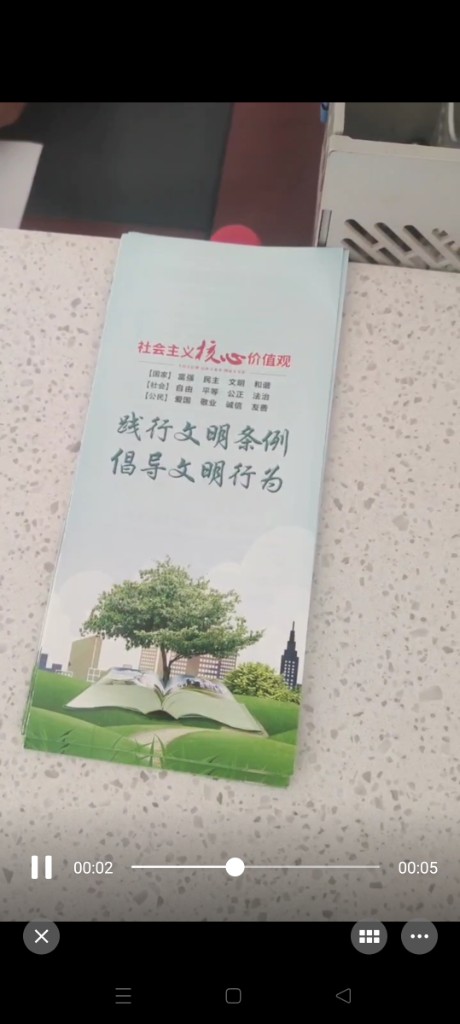 社会主义核心价值观
【国家】 富强 民主 文明 和谐
【社会】 自由 平等 公正 法治
【公民】 爱国 敬业 诚信 友善
践行文明条例
倡导文明行为
00:02
00:05